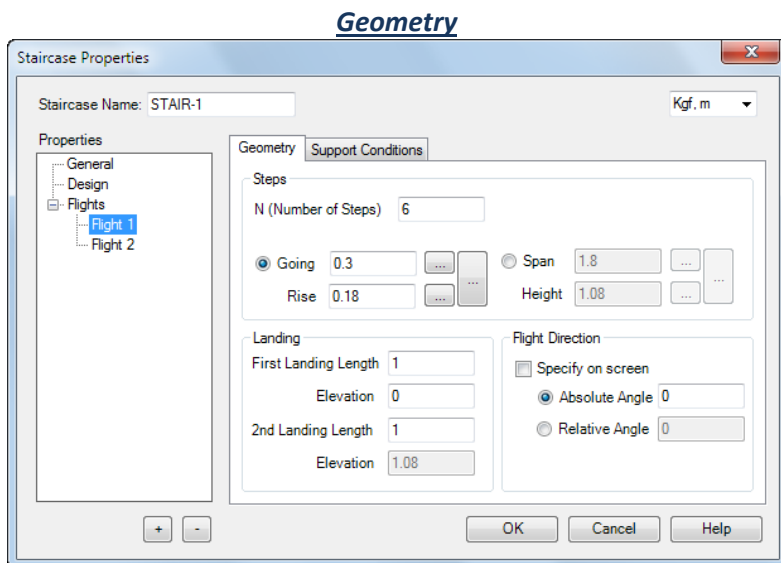 Geometry
Staircase Properties
Staircase Name: STAIR-1 Kgf, m
Properties
General
Design
Flights
Flight 1
Flight 2
Geometry Support Conditions
Steps
N (Number of Steps) 6
Going 0.3 ... ... Span 1.8 ... ...
Rise 0.18 ... Height 1.08 ...
Landing
First Landing Length 1
Elevation 0
2nd Landing Length 1
Elevation 1.08
Flight Direction
Specify on screen
Absolute Angle 0
Relative Angle 0
+ - OK Cancel Help